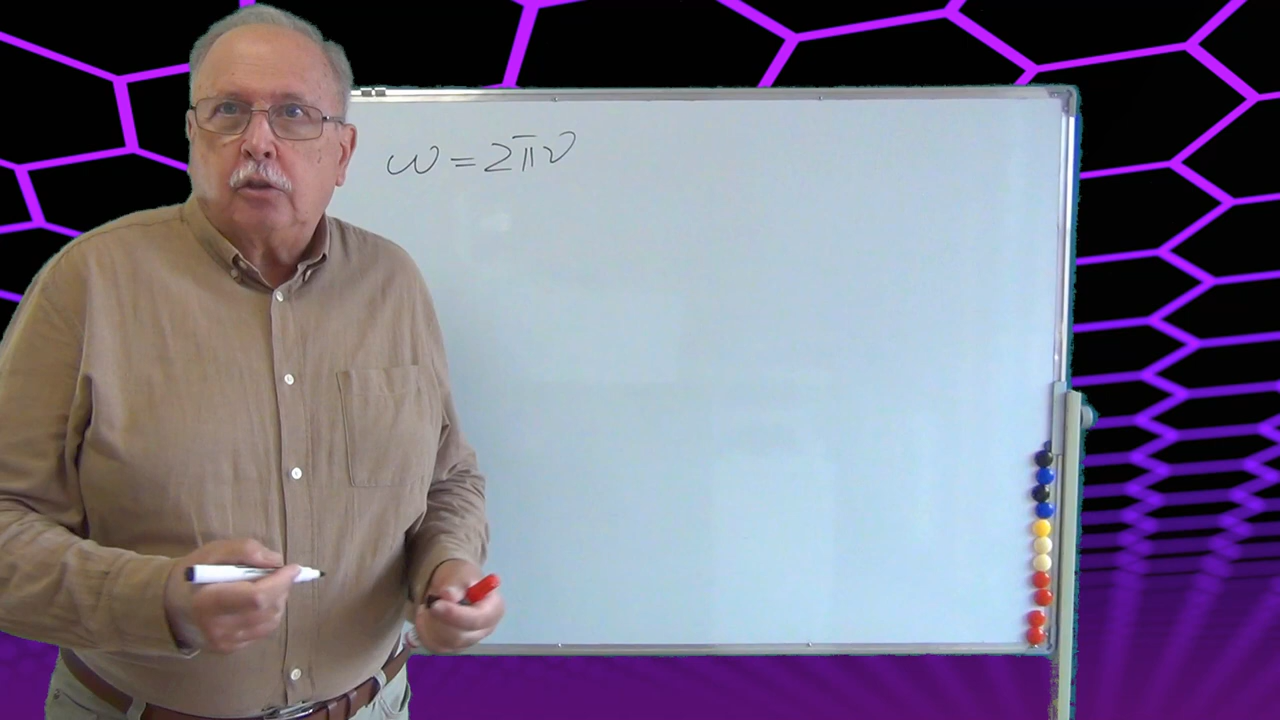 ω = 2πν